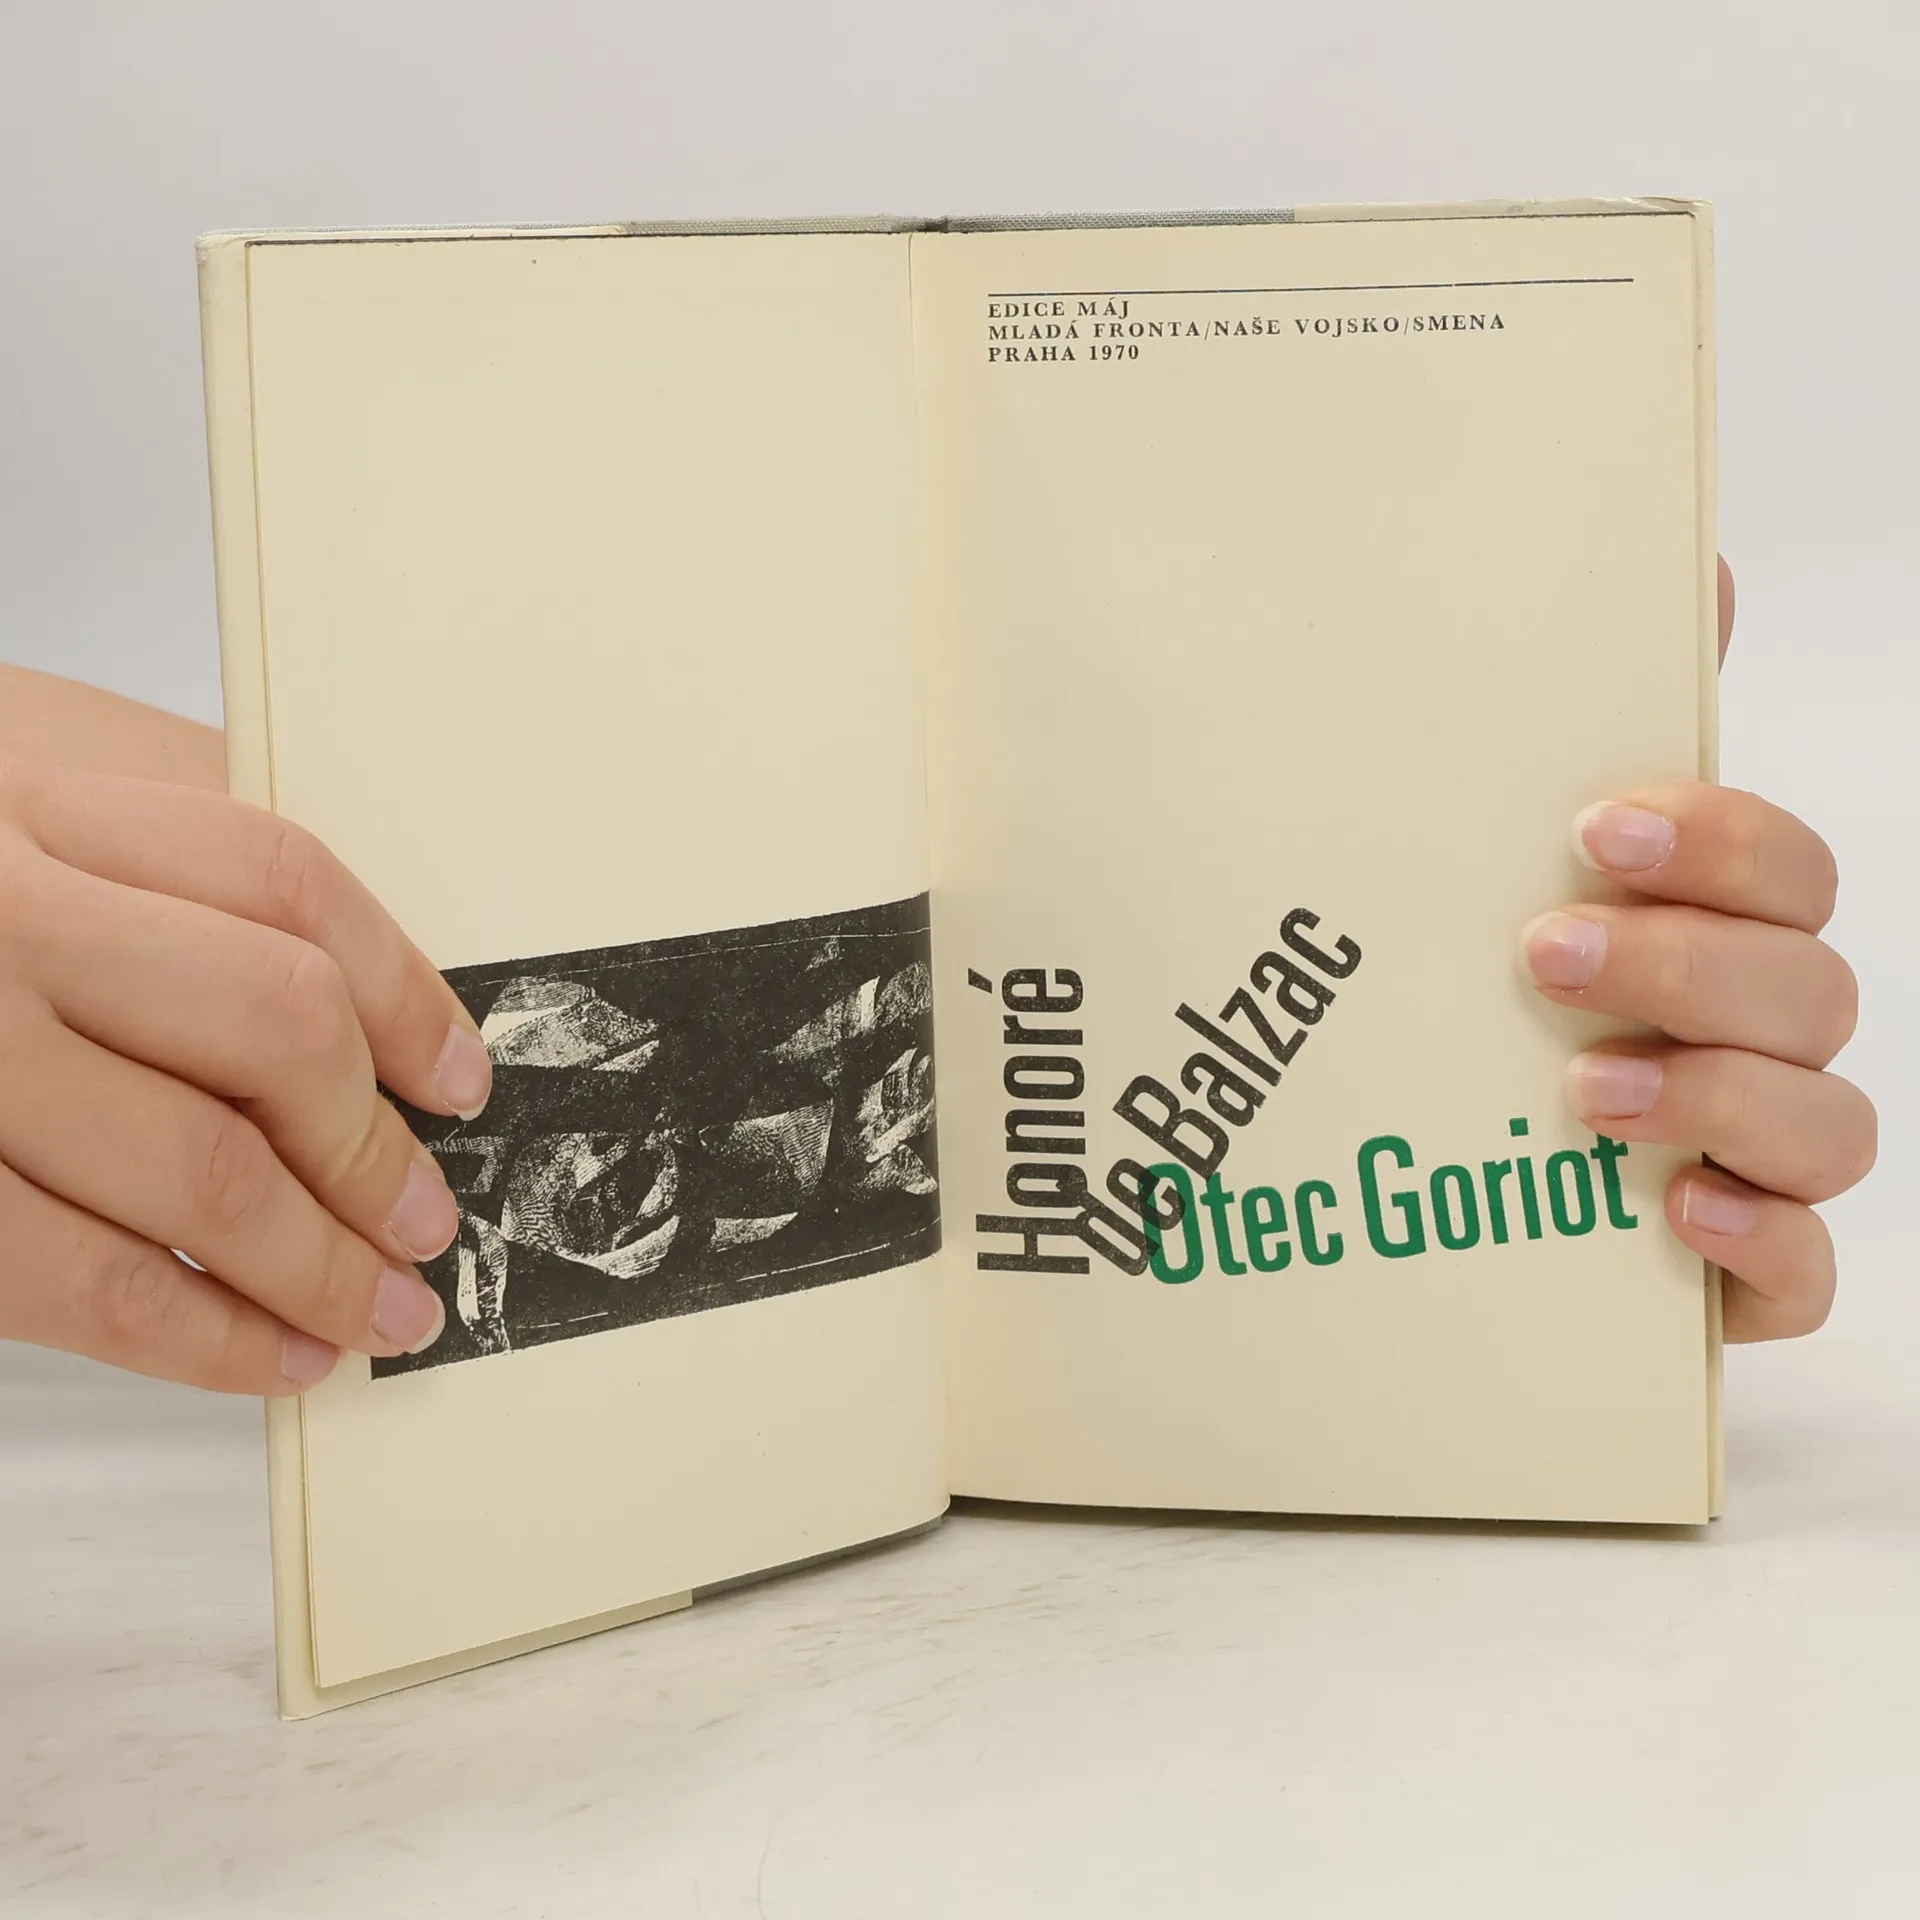 EDICE MÁJ
MLADÁ FRONTA/NAŠE VOJSKO/SMENA
PRAHA 1970
Honoré
de Balzac
Otec Goriot